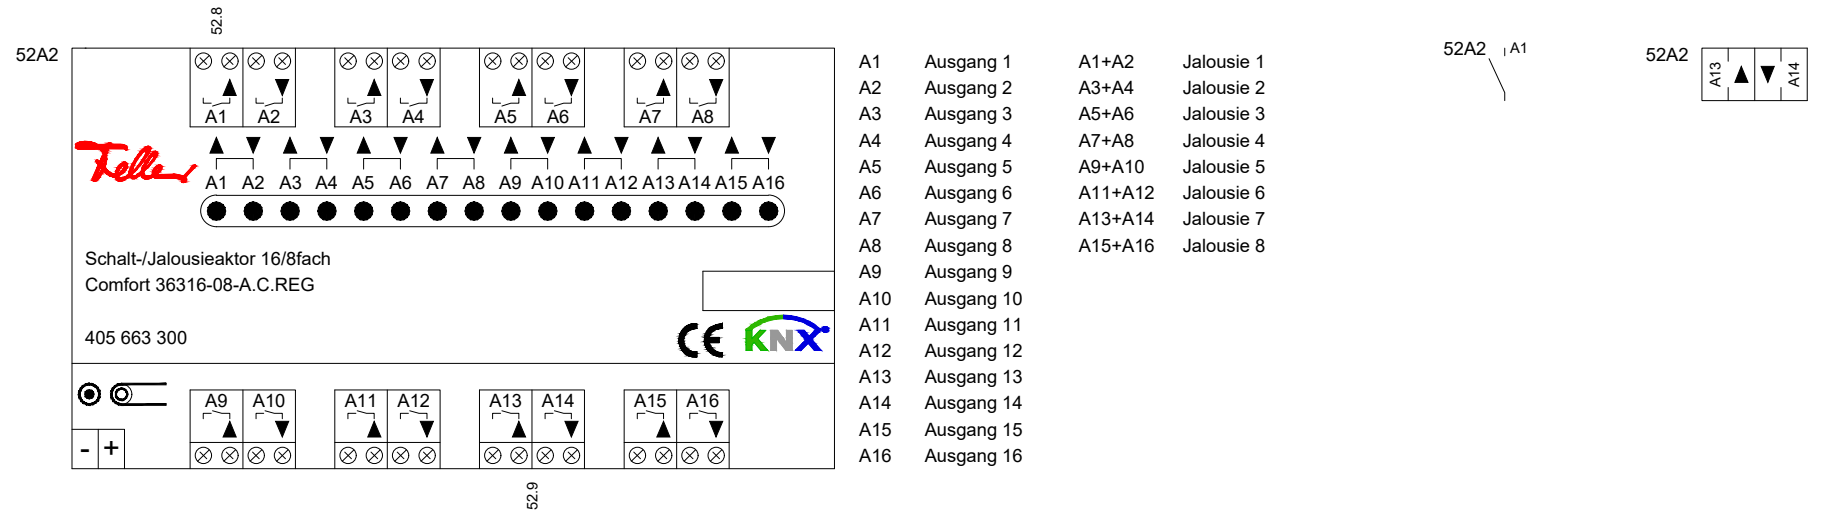 52.8
52A2
A1 A2 A3 A4 A5 A6 A7 A8
Feller
A1 A2 A3 A4 A5 A6 A7 A8 A9 A10 A11 A12 A13 A14 A15 A16
Schalt-/Jalousieaktor 16/8fach
Comfort 36316-08-A.C.REG
405 663 300
CE KNX
A9 A10 A11 A12 A13 A14 A15 A16
- +
52.9
A1 Ausgang 1 A1+A2 Jalousie 1
A2 Ausgang 2 A3+A4 Jalousie 2
A3 Ausgang 3 A5+A6 Jalousie 3
A4 Ausgang 4 A7+A8 Jalousie 4
A5 Ausgang 5 A9+A10 Jalousie 5
A6 Ausgang 6 A11+A12 Jalousie 6
A7 Ausgang 7 A13+A14 Jalousie 7
A8 Ausgang 8 A15+A16 Jalousie 8
A9 Ausgang 9
A10 Ausgang 10
A11 Ausgang 11
A12 Ausgang 12
A13 Ausgang 13
A14 Ausgang 14
A15 Ausgang 15
A16 Ausgang 16
52A2 A1
52A2 A13 A14